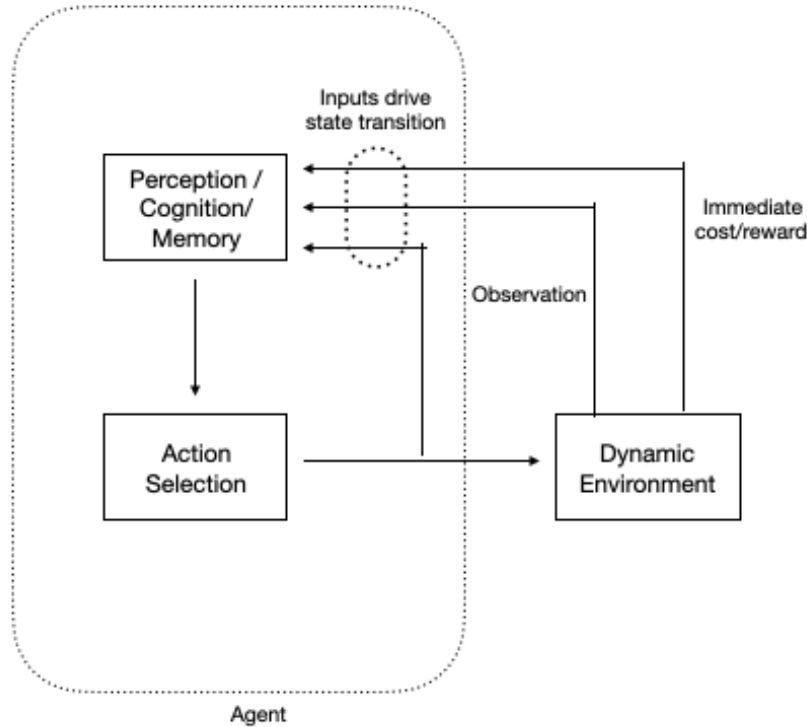 Inputs drive
state transition
Perception /
Cognition/
Memory
Immediate
cost/reward
Observation
Action
Selection
Dynamic
Environment
Agent